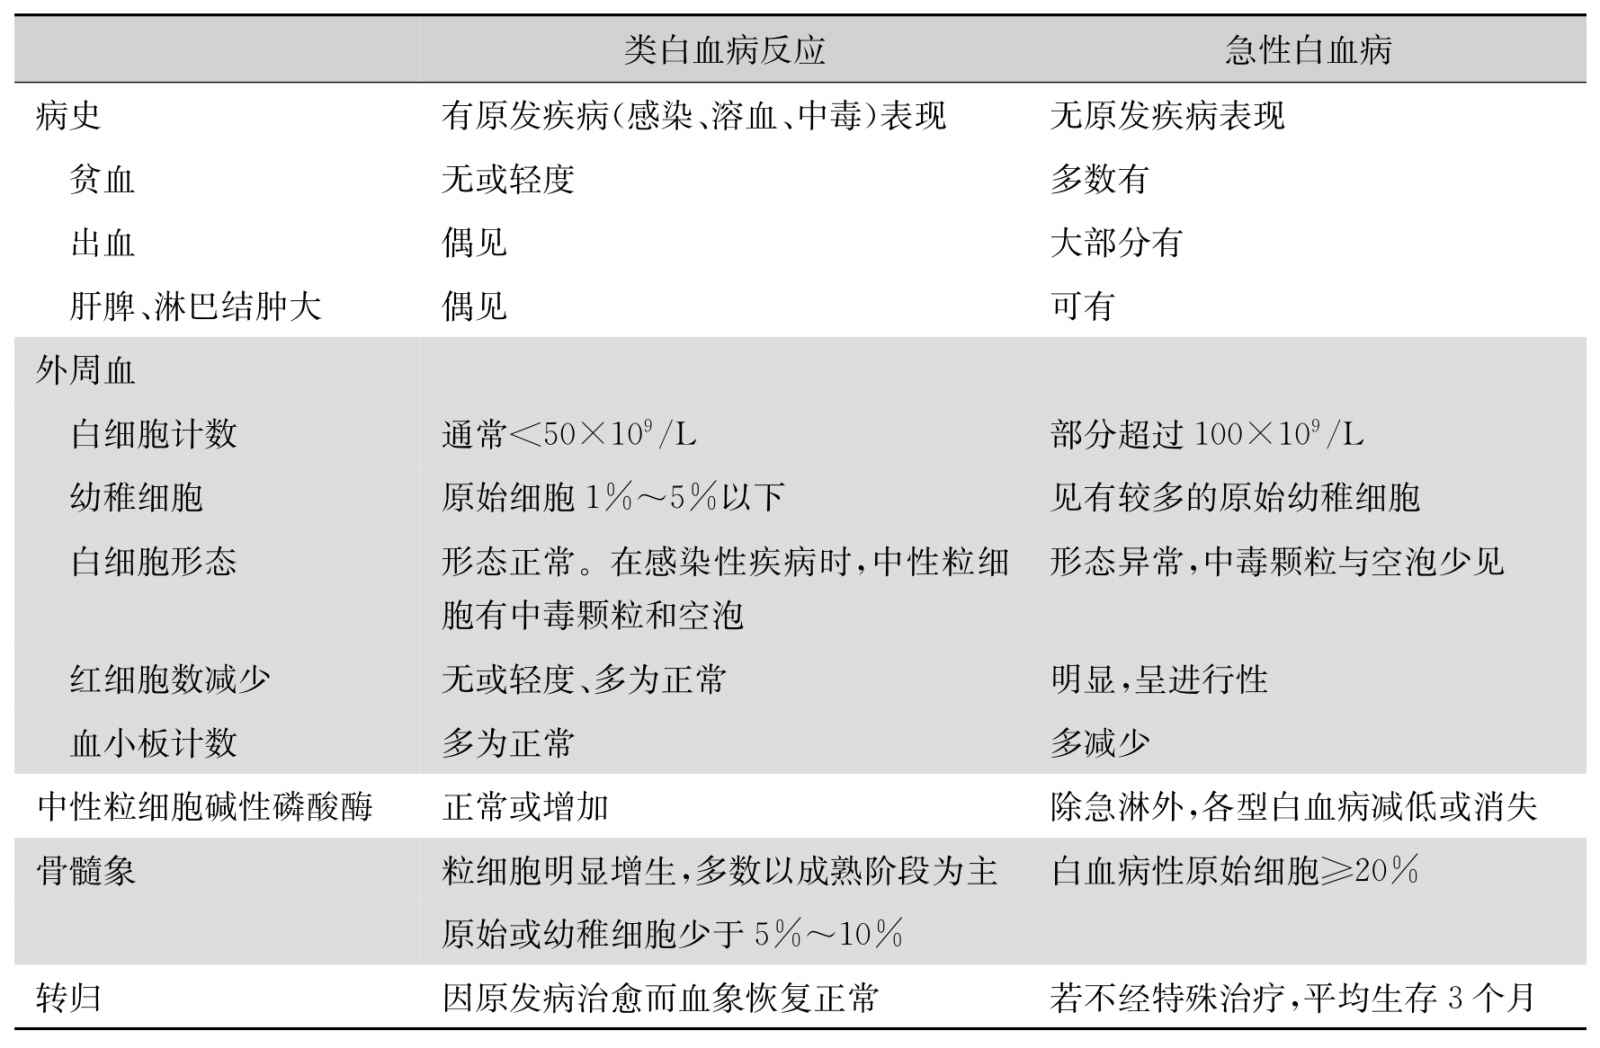 类白血病反应 急性白血病
病史 有原发疾病(感染、溶血、中毒)表现 无原发疾病表现
贫血 无或轻度 多数有
出血 偶见 大部分有
肝脾、淋巴结肿大 偶见 可有
外周血
白细胞计数 通常<50×10⁹/L 部分超过100×10⁹/L
幼稚细胞 原始细胞1%～5%以下 见有较多的原始幼稚细胞
白细胞形态 形态正常。在感染性疾病时,中性粒细 形态异常,中毒颗粒与空泡少见
胞有中毒颗粒和空泡
红细胞数减少 无或轻度、多为正常 明显,呈进行性
血小板计数 多为正常 多减少
中性粒细胞碱性磷酸酶 正常或增加 除急淋外,各型白血病减低或消失
骨髓象 粒细胞明显增生,多数以成熟阶段为主 白血病性原始细胞⩾20%
原始或幼稚细胞少于5%～10%
转归 因原发病治愈而血象恢复正常 若不经特殊治疗,平均生存3个月